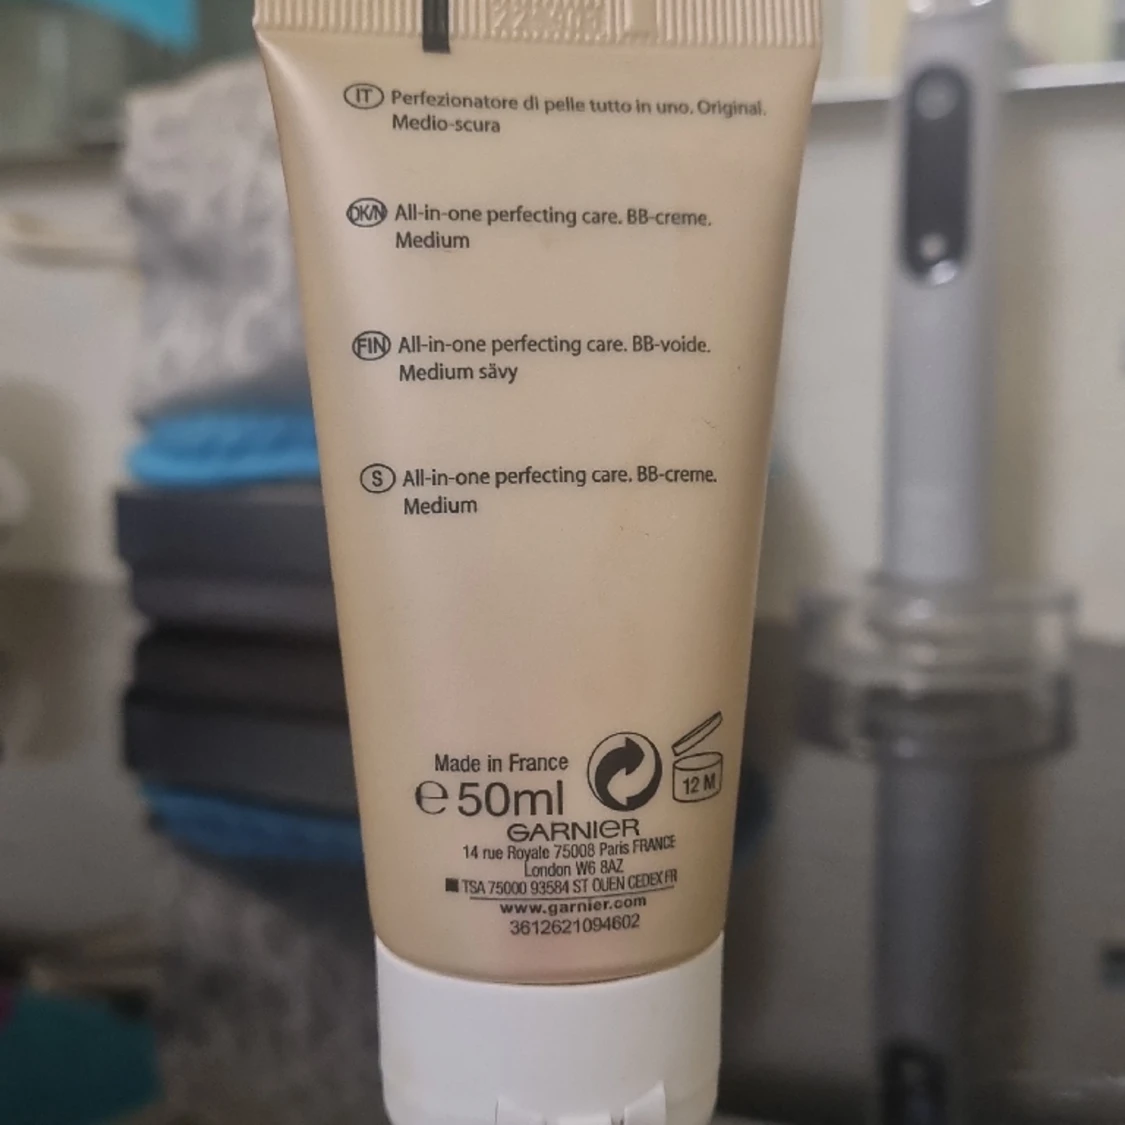 IT Perfezionatore di pelle tutto in uno. Original.
Medio-scura
DK/N All-in-one perfecting care. BB-creme.
Medium
FIN All-in-one perfecting care. BB-voide.
Medium sävy
S All-in-one perfecting care. BB-creme.
Medium
Made in France
℮ 50ml
12 M
GARNIER
14 rue Royale 75008 Paris FRANCE
London W6 8AZ
TSA 75000 93584 ST OUEN CEDEX FR
www.garnier.com
3612621094602